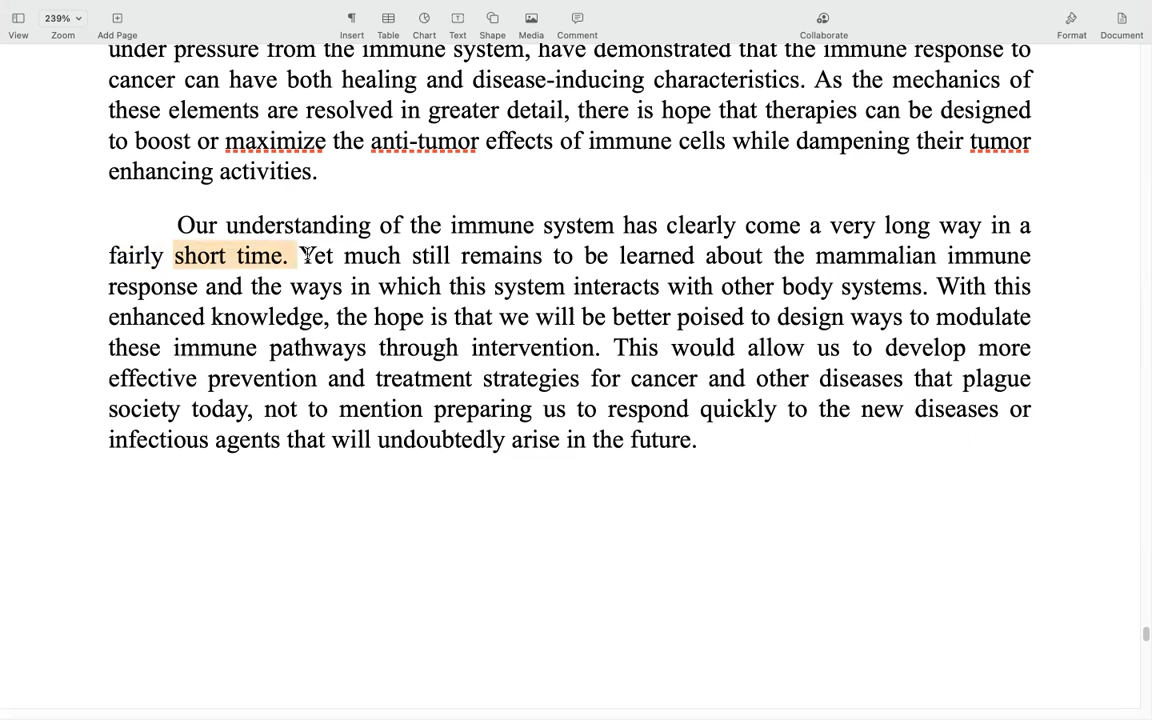 239%
View
Zoom
Add Page
Insert
Table
Chart
Text
Shape
Media
Comment
Collaborate
Format
Document
under pressure from the immune system, have demonstrated that the immune response to
cancer can have both healing and disease-inducing characteristics. As the mechanics of
these elements are resolved in greater detail, there is hope that therapies can be designed
to boost or maximize the anti-tumor effects of immune cells while dampening their tumor
enhancing activities.
Our understanding of the immune system has clearly come a very long way in a
fairly short time. Yet much still remains to be learned about the mammalian immune
response and the ways in which this system interacts with other body systems. With this
enhanced knowledge, the hope is that we will be better poised to design ways to modulate
these immune pathways through intervention. This would allow us to develop more
effective prevention and treatment strategies for cancer and other diseases that plague
society today, not to mention preparing us to respond quickly to the new diseases or
infectious agents that will undoubtedly arise in the future.